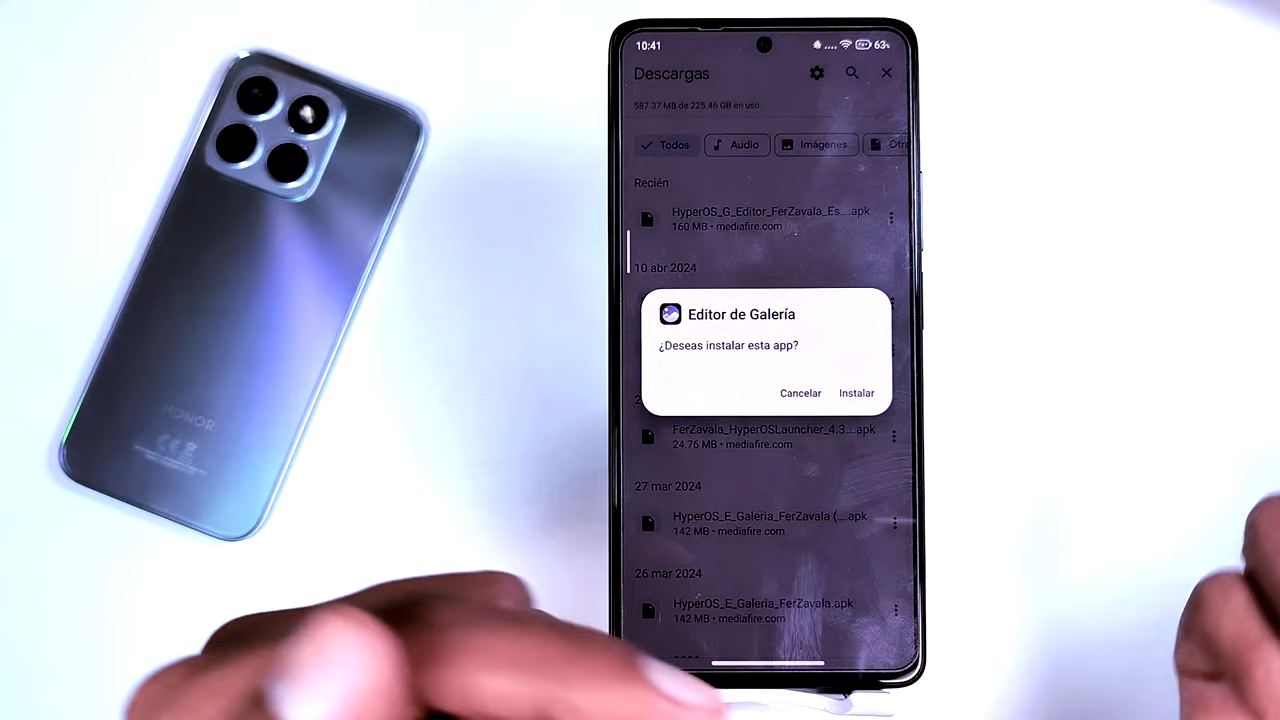 10:41
63%
Descargas
587.37 MB de 225.46 GB en uso
Todos
Audio
Imágenes
Otro
Recién
HyperOS_G_Editor_FerZavala_Es....apk
160 MB • mediafire.com
10 abr 2024
Editor de Galería
¿Deseas instalar esta app?
Cancelar
Instalar
2
FerZavala_HyperOSLauncher_4.3....apk
24.76 MB • mediafire.com
27 mar 2024
HyperOS_E_Galeria_FerZavala (....apk
142 MB • mediafire.com
26 mar 2024
HyperOS_E_Galeria_FerZavala.apk
142 MB • mediafire.com
HONOR